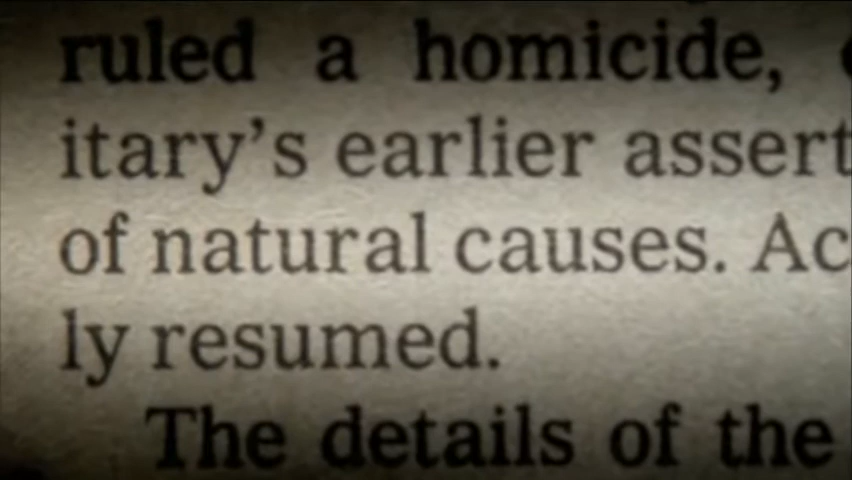 ruled a homicide,
itary's earlier assert
of natural causes. Ac
ly resumed.
The details of the